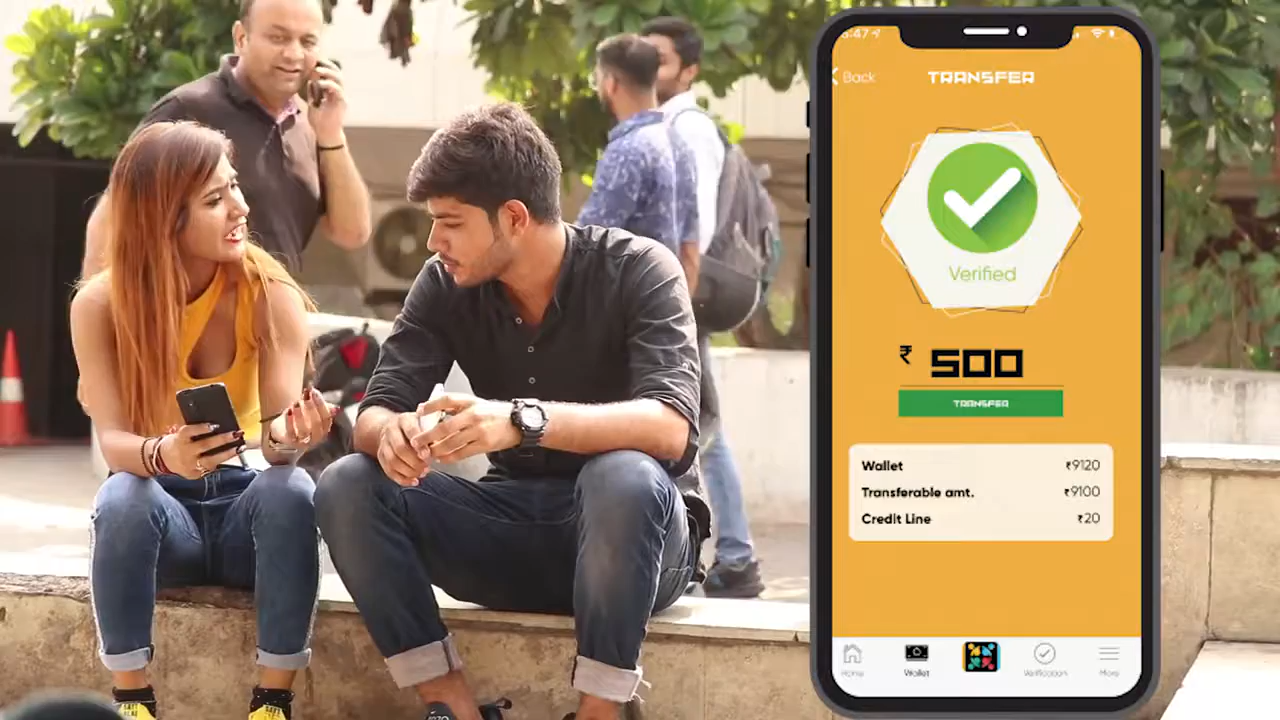 Back
TRANSFER
Verified
₹ 500
TRANSFER
Wallet ₹9120
Transferable amt. ₹9100
Credit Line ₹20
Home Wallet Verification More